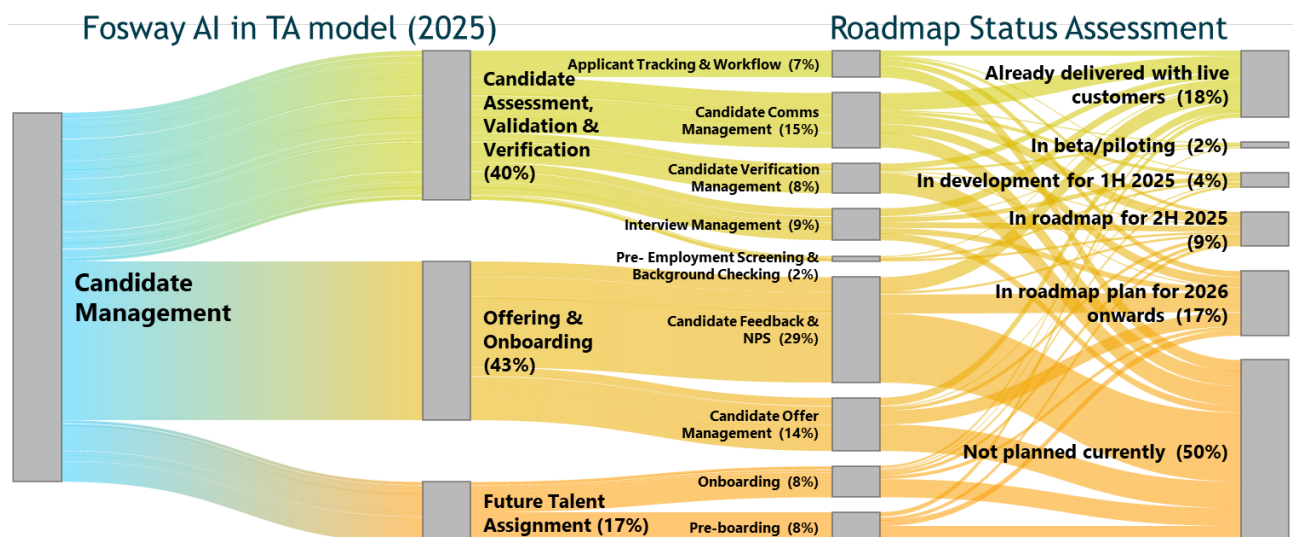 Fosway AI in TA model (2025)
Roadmap Status Assessment
Candidate
Management
Candidate
Assessment,
Validation &
Verification
(40%)
Offering &
Onboarding
(43%)
Future Talent
Assignment (17%)
Applicant Tracking & Workflow (7%)
Candidate Comms
Management (15%)
Candidate Verification
Management (8%)
Interview Management (9%)
Pre- Employment Screening &
Background Checking (2%)
Candidate Feedback &
NPS (29%)
Candidate Offer
Management (14%)
Onboarding (8%)
Pre-boarding (8%)
Already delivered with live
customers (18%)
In beta/piloting (2%)
In development for 1H 2025 (4%)
In roadmap for 2H 2025
(9%)
In roadmap plan for 2026
onwards (17%)
Not planned currently (50%)